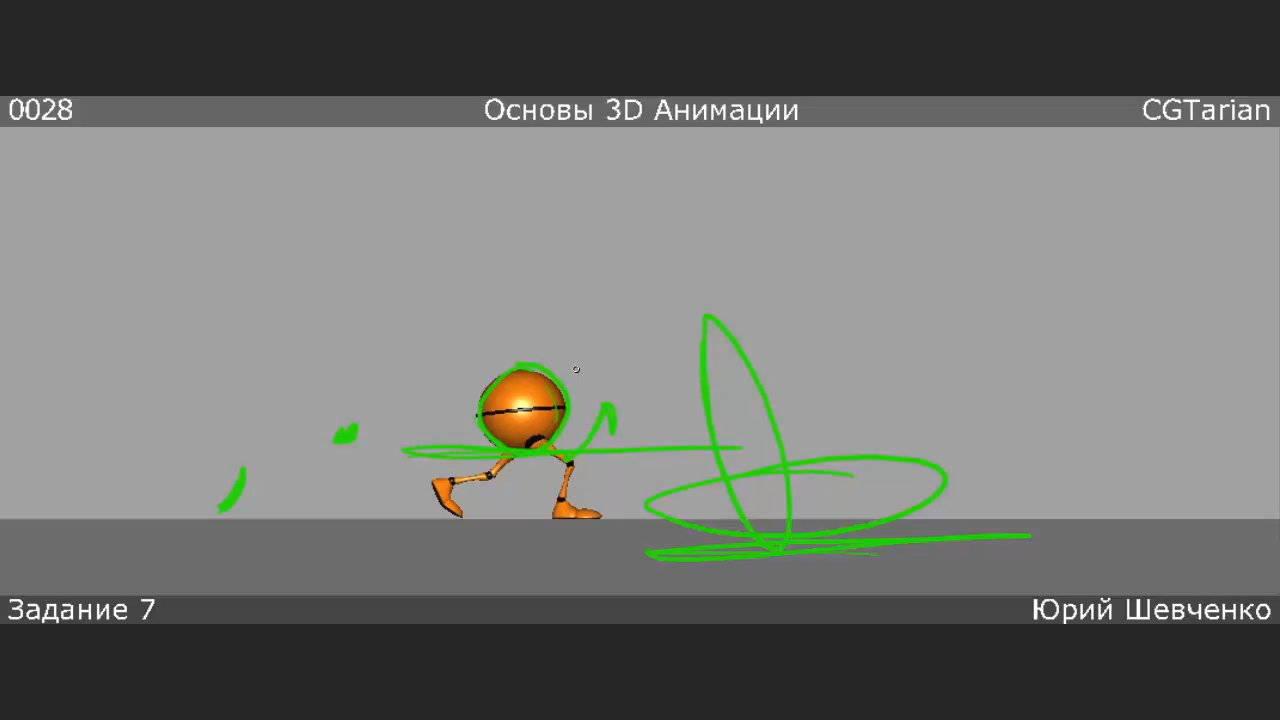 0028
Основы 3D Анимации
CGTarian
Задание 7
Юрий Шевченко